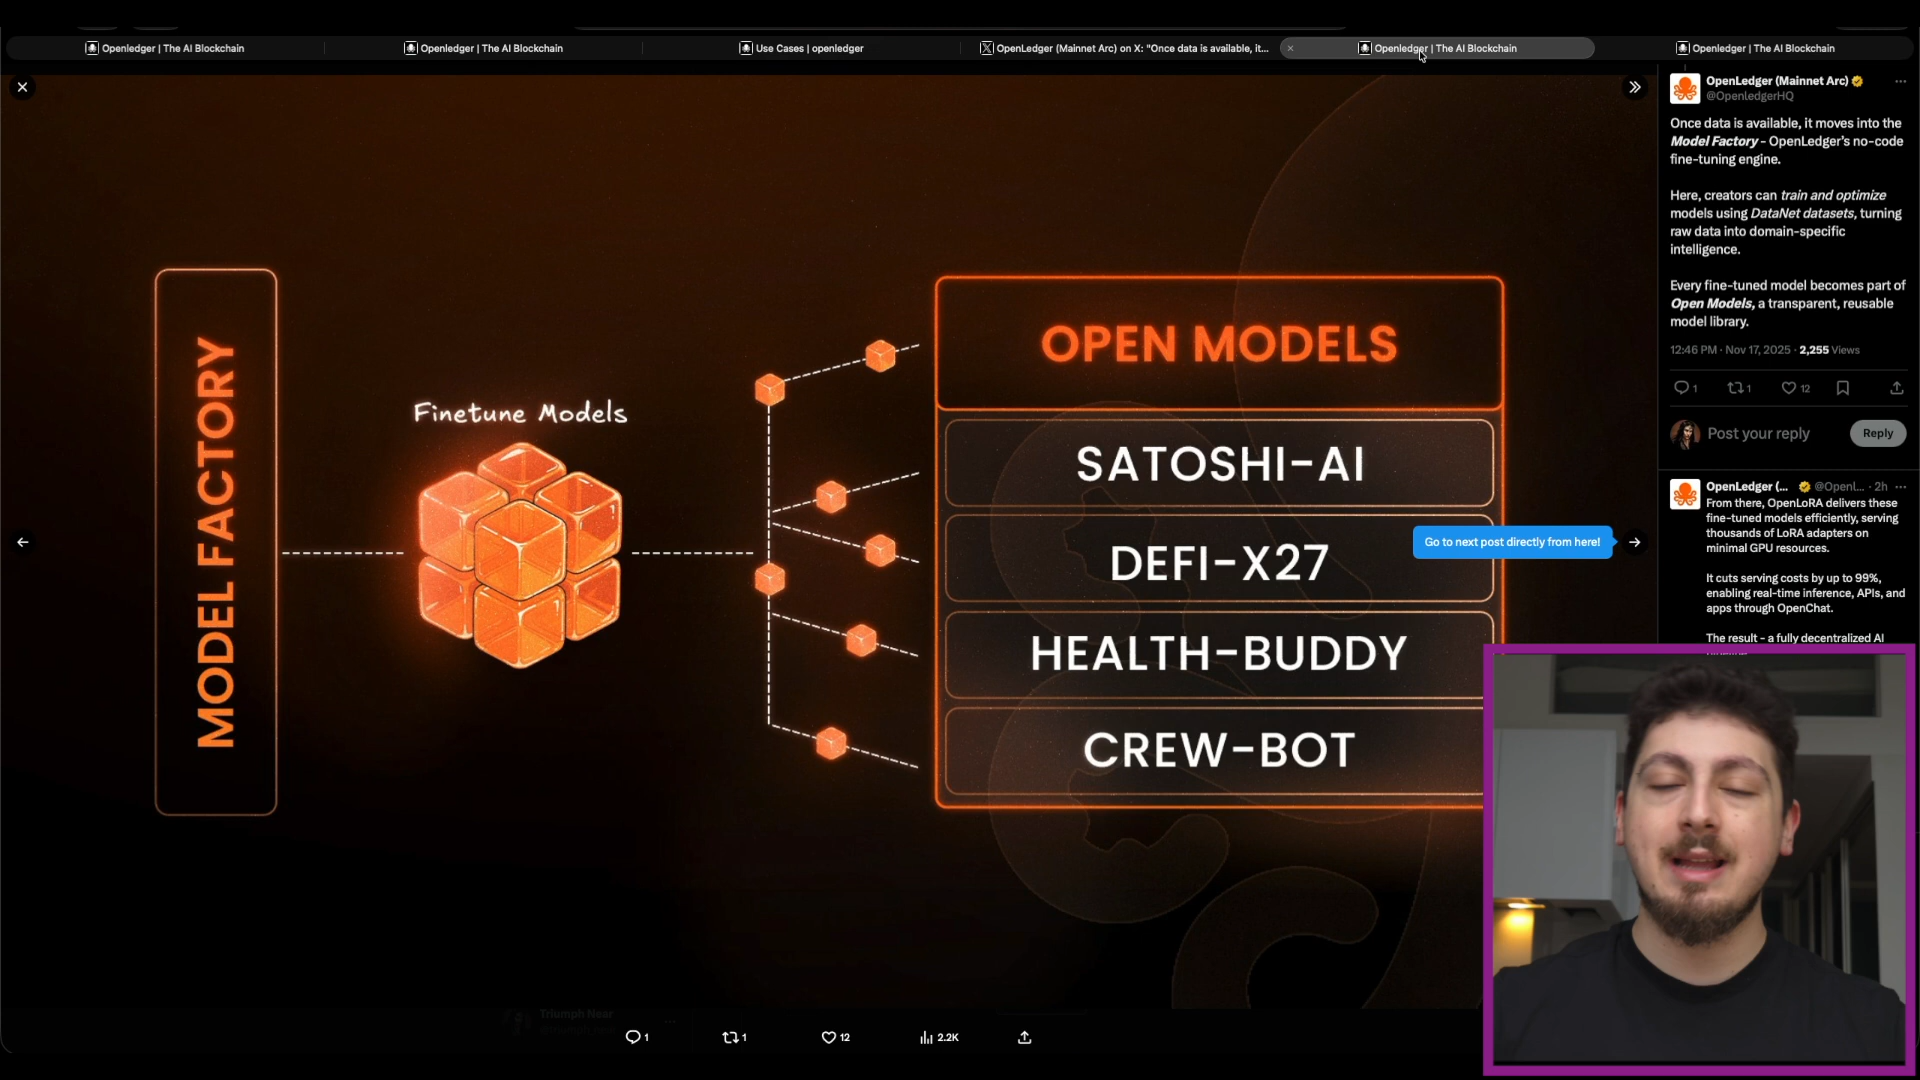 Openledger | The AI Blockchain
Openledger | The AI Blockchain
Use Cases | openledger
OpenLedger (Mainnet Arc) on X: "Once data is available, it...
Openledger | The AI Blockchain
Openledger | The AI Blockchain
MODEL FACTORY
Finetune Models
OPEN MODELS
SATOSHI-AI
DEFI-X27
HEALTH-BUDDY
CREW-BOT
Go to next post directly from here!
OpenLedger (Mainnet Arc)
@OpenledgerHQ
Once data is available, it moves into the
Model Factory - OpenLedger's no-code
fine-tuning engine.
Here, creators can train and optimize
models using DataNet datasets, turning
raw data into domain-specific
intelligence.
Every fine-tuned model becomes part of
Open Models, a transparent, reusable
model library.
12:46 PM · Nov 17, 2025 · 2,255 Views
1 1 12
Post your reply
Reply
OpenLedger (... @Openl... · 2h
From there, OpenLoRA delivers these
fine-tuned models efficiently, serving
thousands of LoRA adapters on
minimal GPU resources.
It cuts serving costs by up to 99%,
enabling real-time inference, APIs, and
apps through OpenChat.
The result - a fully decentralized AI
Triumph Near
1 1 12 2.2K